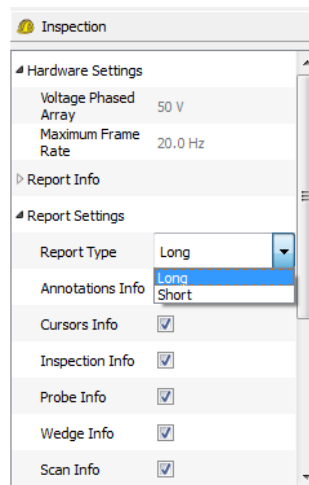 Inspection
Hardware Settings
Voltage Phased
Array
50 V
Maximum Frame
Rate
20.0 Hz
Report Info
Report Settings
Report Type
Long
Long
Short
Annotations Info
Cursors Info
Inspection Info
Probe Info
Wedge Info
Scan Info